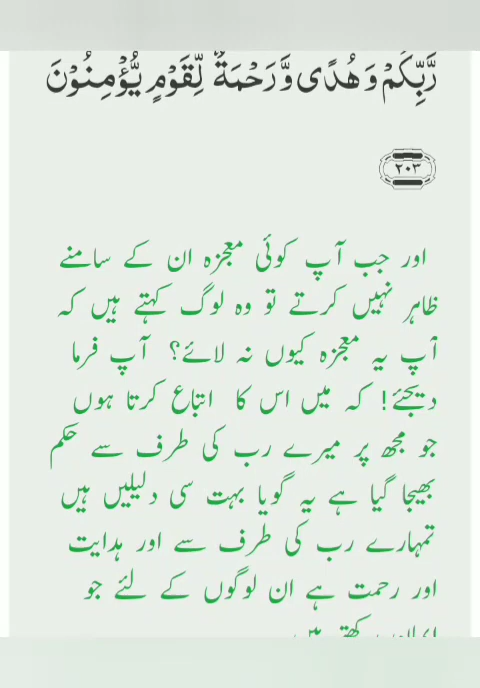 رَّبِّكُمْ وَهُدًى وَّرَحْمَةٌ لِّقَوْمٍ يُّؤْمِنُوْنَ
٢٠٣
اور جب آپ کوئی معجزہ ان کے سامنے
ظاہر نہیں کرتے تو وہ لوگ کہتے ہیں کہ
آپ یہ معجزہ کیوں نہ لائے؟ آپ فرما
دیجئے! کہ میں اس کا اتباع کرتا ہوں
جو مجھ پر میرے رب کی طرف سے حکم
بھیجا گیا ہے یہ گویا بہت سی دلیلیں ہیں
تمہارے رب کی طرف سے اور ہدایت
اور رحمت ہے ان لوگوں کے لئے جو